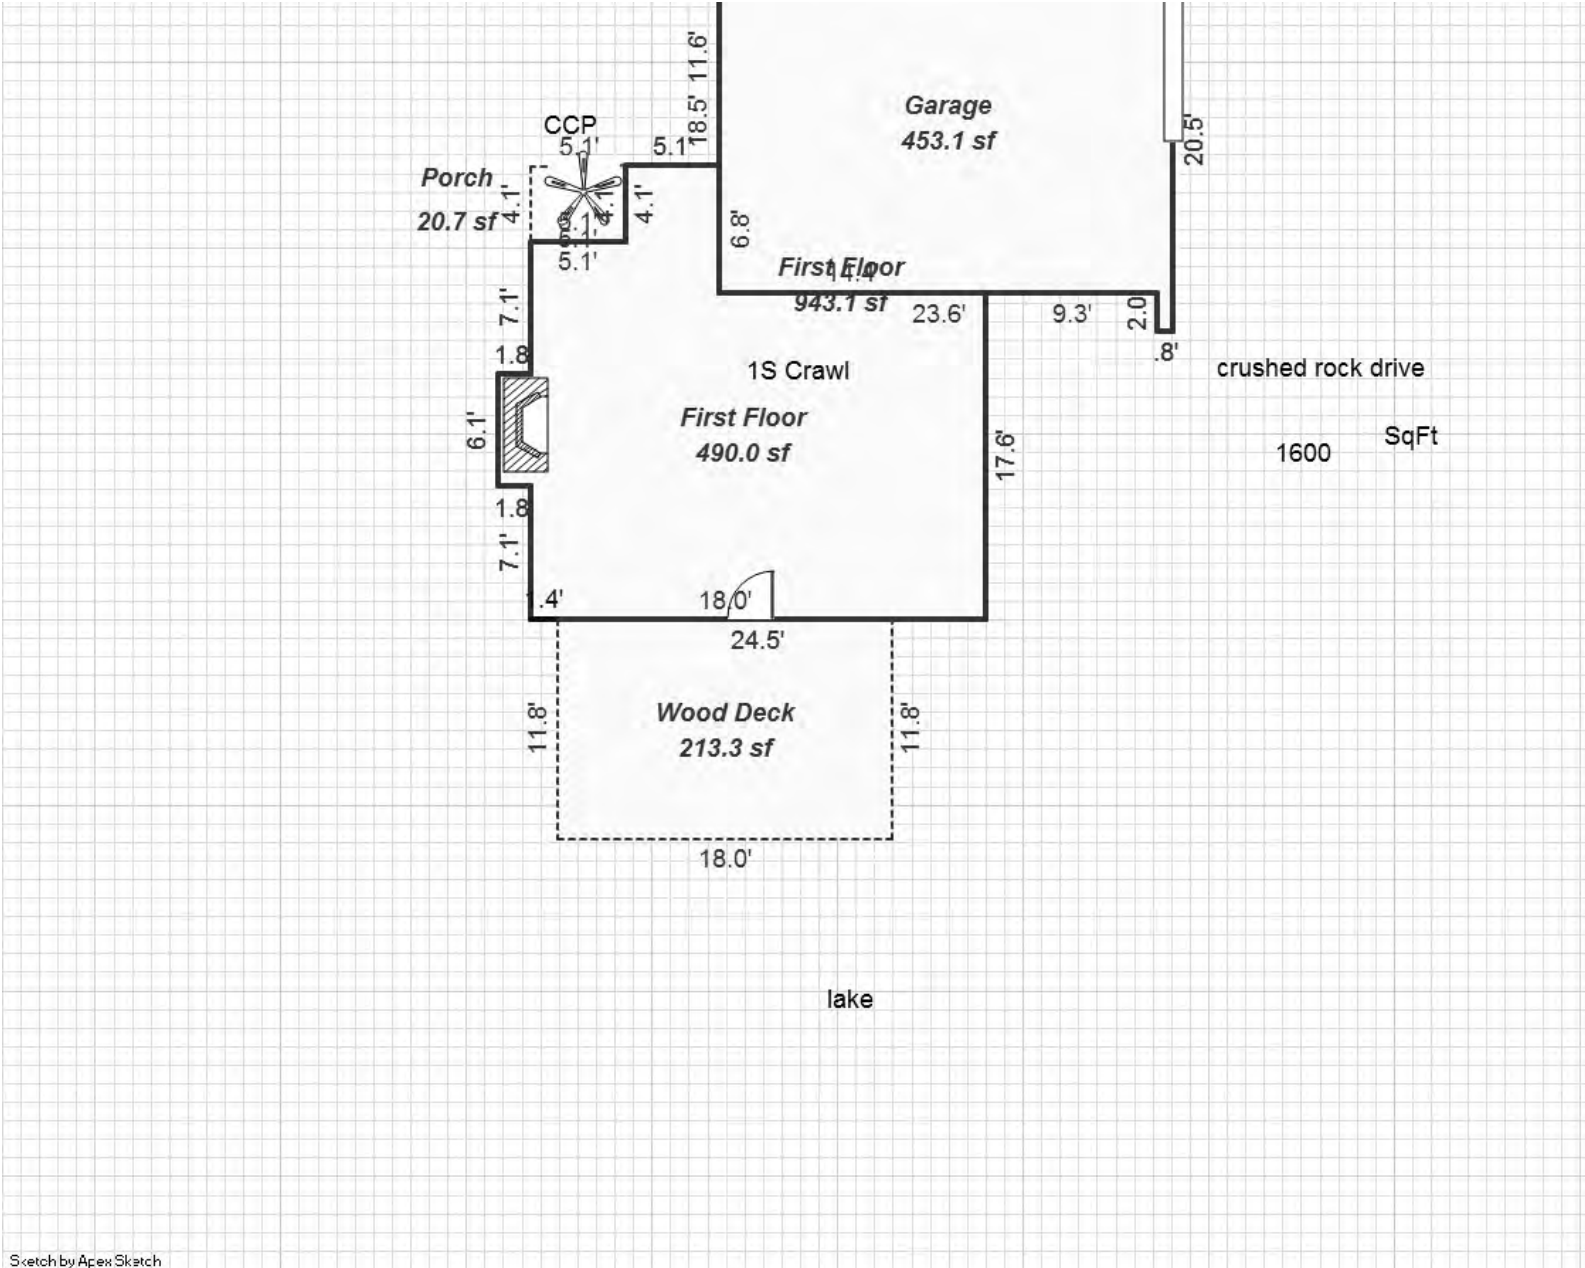 11.6'
Garage
453.1 sf
18.5'
20.5'
CCP
5.1'
5.1'
Porch
20.7 sf
4.1'
4.1'
4.1'
5.1'
6.8'
First Floor
943.1 sf
23.6'
9.3'
2.0
.8'
7.1'
1.8
1S Crawl
crushed rock drive
First Floor
490.0 sf
6.1'
17.6'
SqFt
1600
1.8
7.1'
.4'
18.0'
24.5'
Wood Deck
213.3 sf
11.8'
11.8'
18.0'
lake
Sketch by Apex Sketch